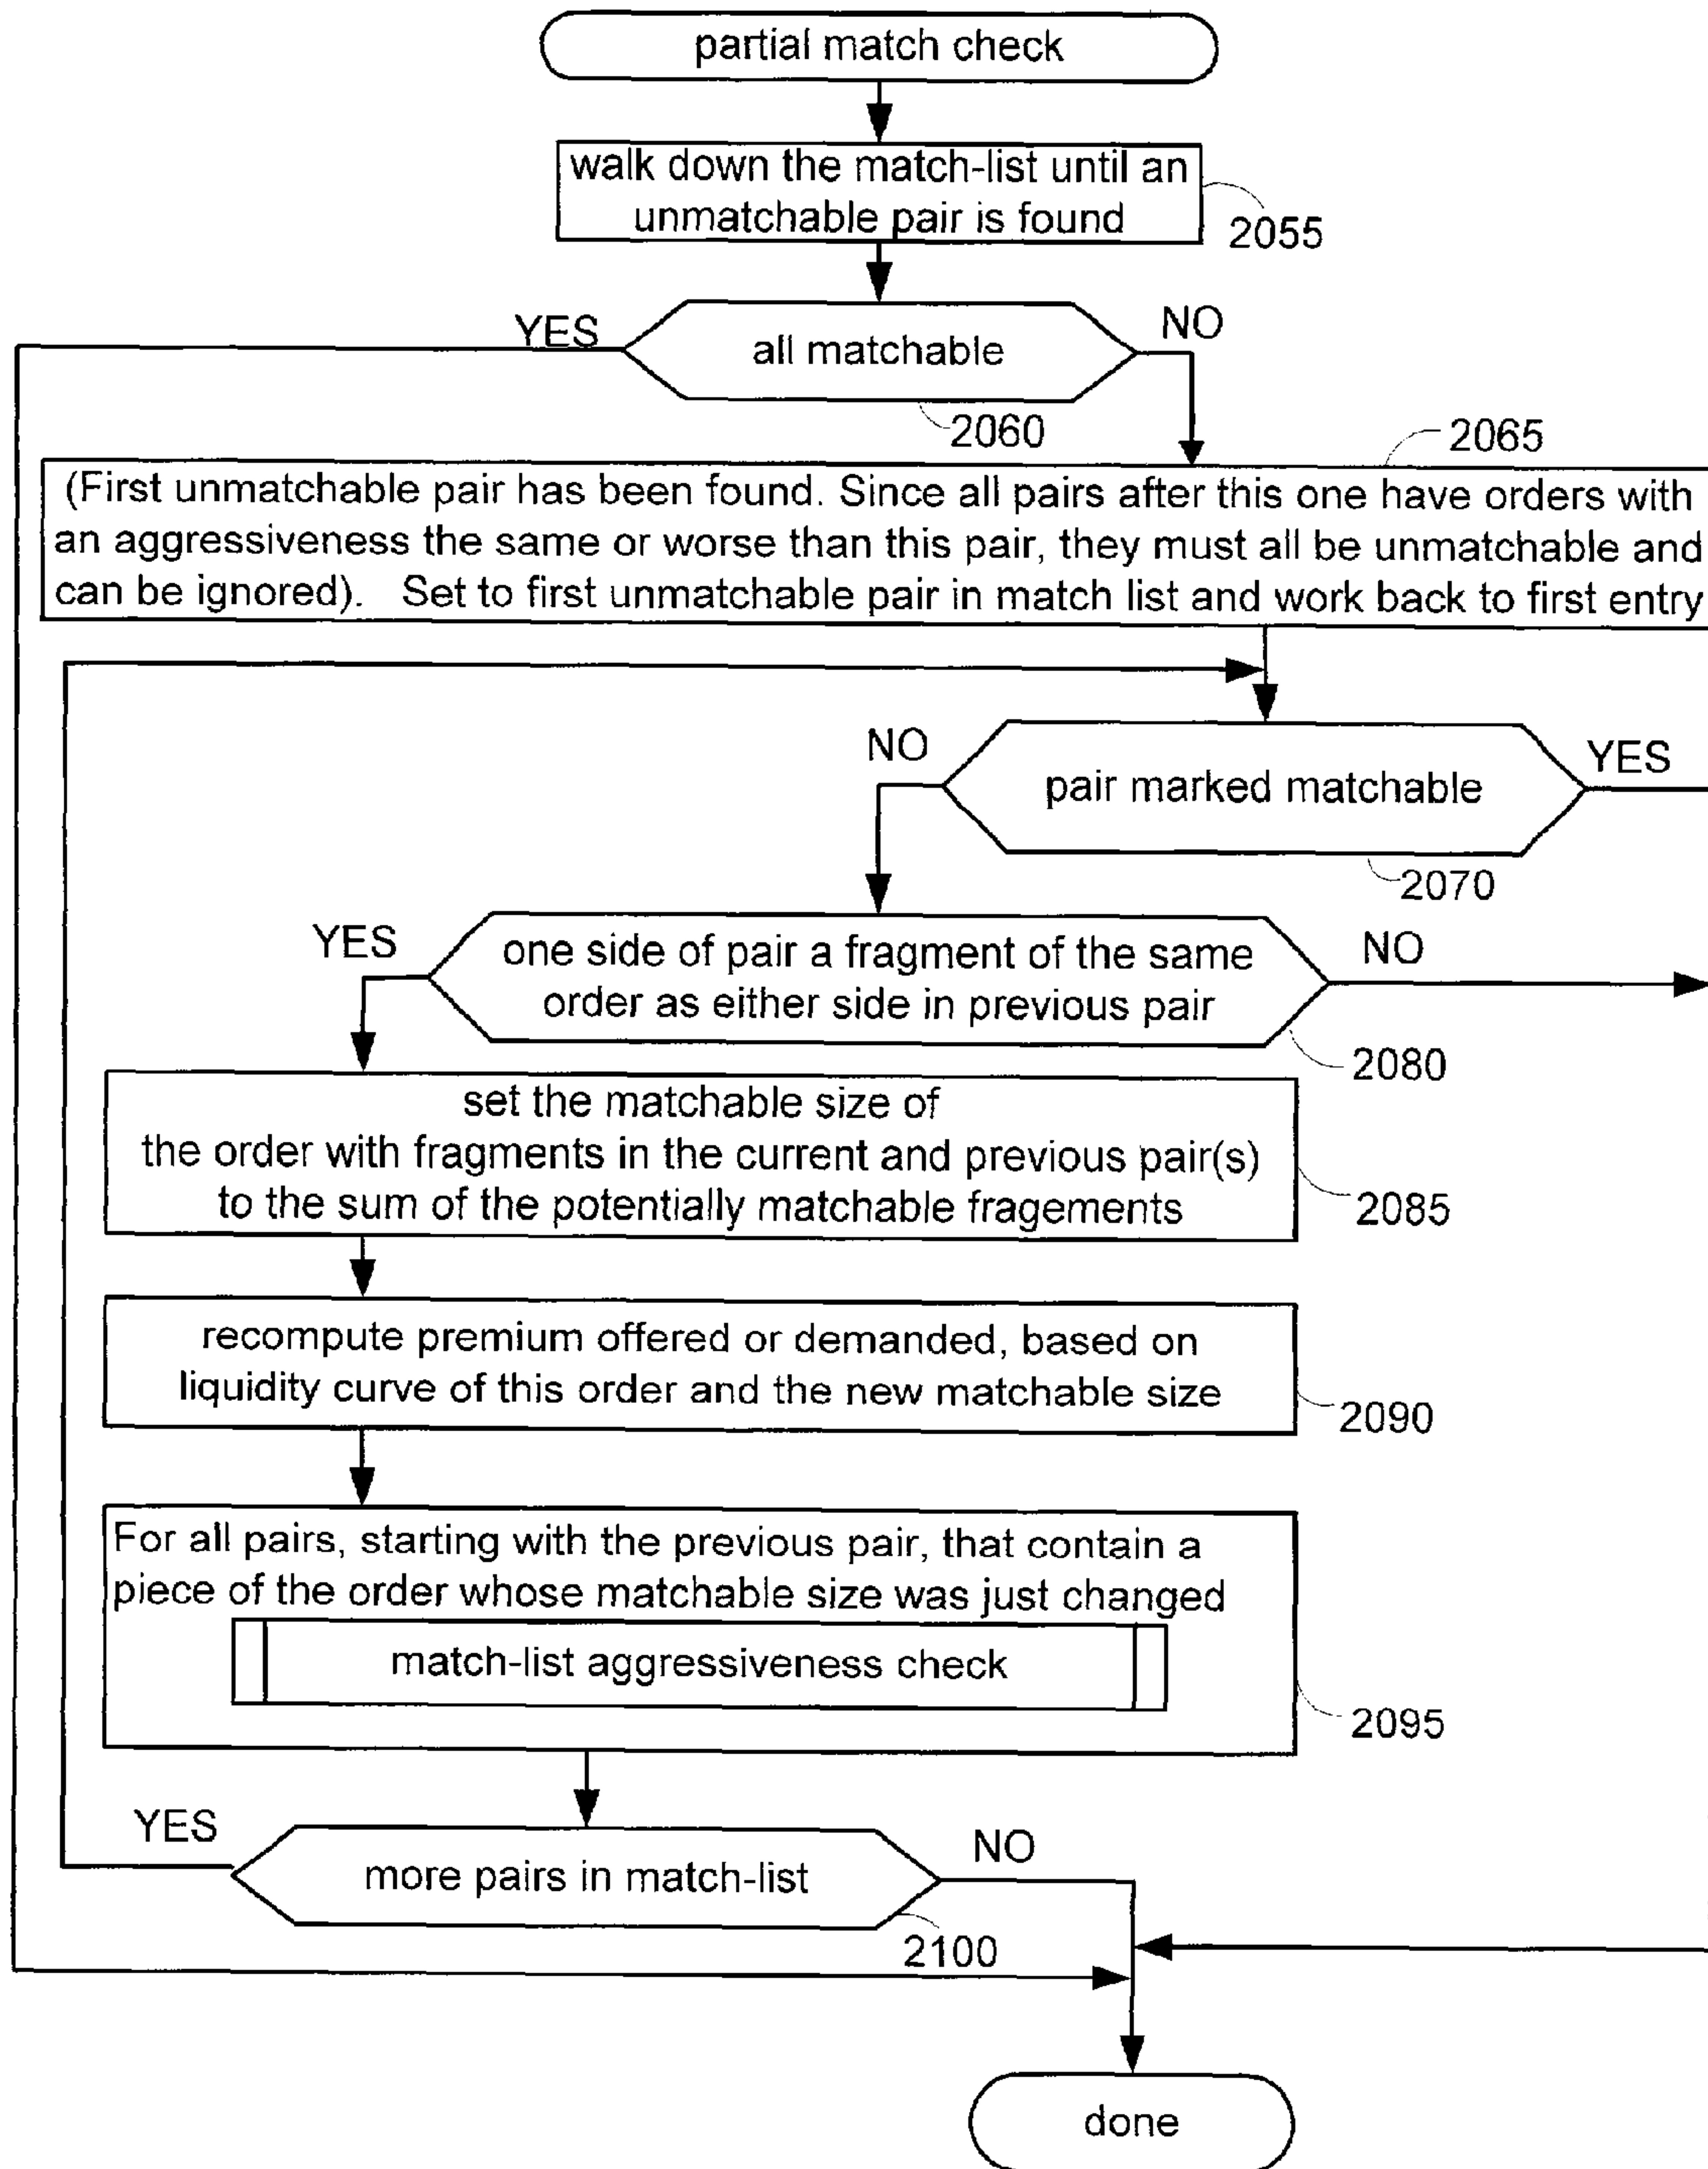 partial match check
walk down the match-list until an
unmatchable pair is found
2055
YES
NO
all matchable
2060
2065
(First unmatchable pair has been found. Since all pairs after this one have orders with
an aggressiveness the same or worse than this pair, they must all be unmatchable and
can be ignored). Set to first unmatchable pair in match list and work back to first entry
NO
YES
pair marked matchable
2070
YES
NO
one side of pair a fragment of the same
order as either side in previous pair
2080
set the matchable size of
the order with fragments in the current and previous pair(s)
to the sum of the potentially matchable fragements
2085
recompute premium offered or demanded, based on
liquidity curve of this order and the new matchable size
2090
For all pairs, starting with the previous pair, that contain a
piece of the order whose matchable size was just changed
match-list aggressiveness check
2095
YES
NO
more pairs in match-list
2100
done